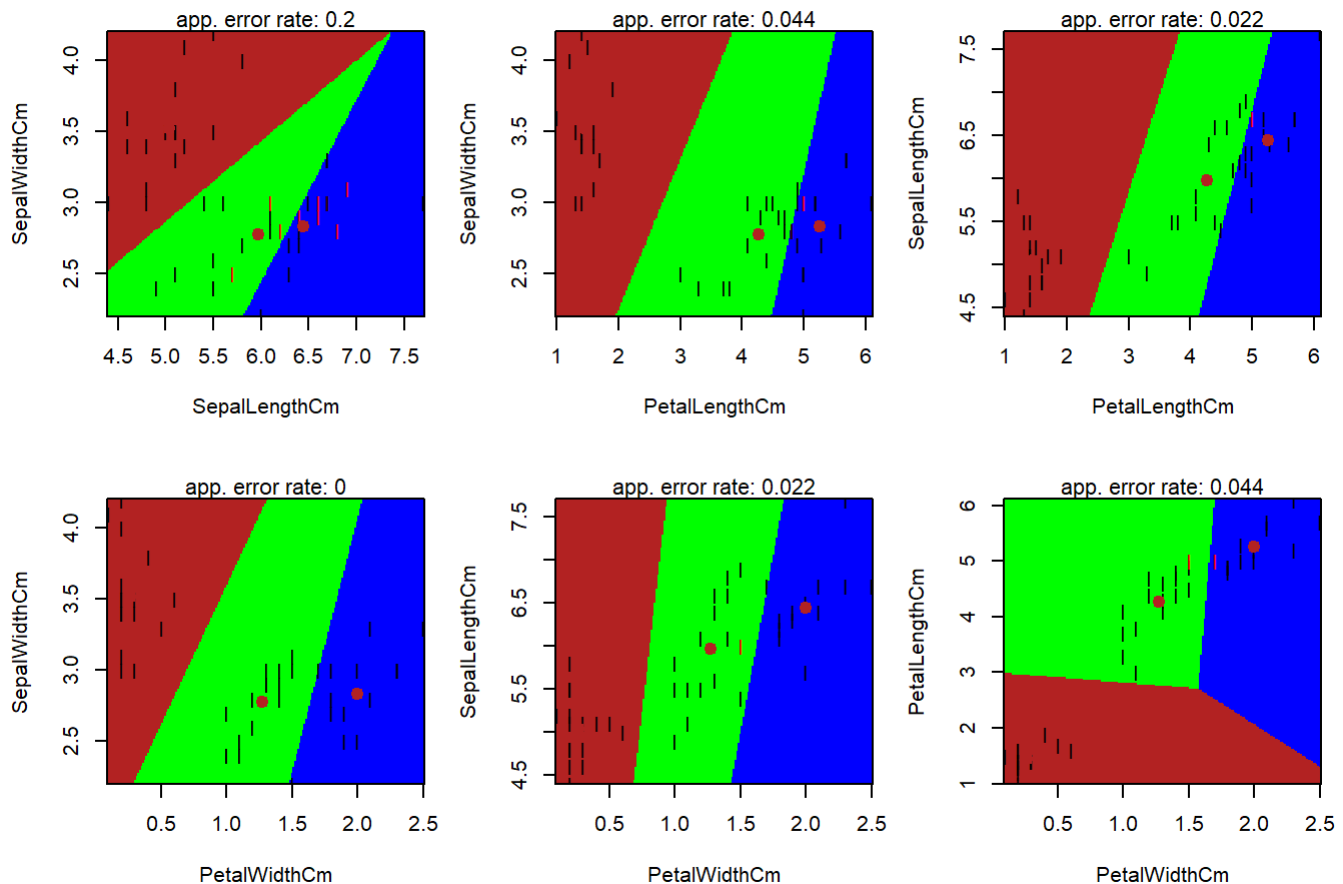 app. error rate: 0.2
SepalWidthCm
4.0
3.5
3.0
2.5
4.5 5.0 5.5 6.0 6.5 7.0 7.5
SepalLengthCm
app. error rate: 0.044
SepalWidthCm
4.0
3.5
3.0
2.5
1 2 3 4 5 6
PetalLengthCm
app. error rate: 0.022
SepalLengthCm
7.5
6.5
5.5
4.5
1 2 3 4 5 6
PetalLengthCm
app. error rate: 0
SepalWidthCm
4.0
3.5
3.0
2.5
0.5 1.0 1.5 2.0 2.5
PetalWidthCm
app. error rate: 0.022
SepalLengthCm
7.5
6.5
5.5
4.5
0.5 1.0 1.5 2.0 2.5
PetalWidthCm
app. error rate: 0.044
PetalLengthCm
6
5
4
3
2
1
0.5 1.0 1.5 2.0 2.5
PetalWidthCm